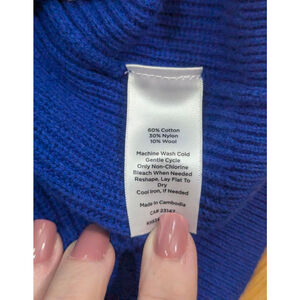 60% Cotton
30% Nylon
10% Wool
Machine Wash Cold
Gentle Cycle
Only Non-Chlorine
Bleach When Needed
Reshape, Lay Flat To
Dry
Cool Iron, If Needed
Made In Cambodia